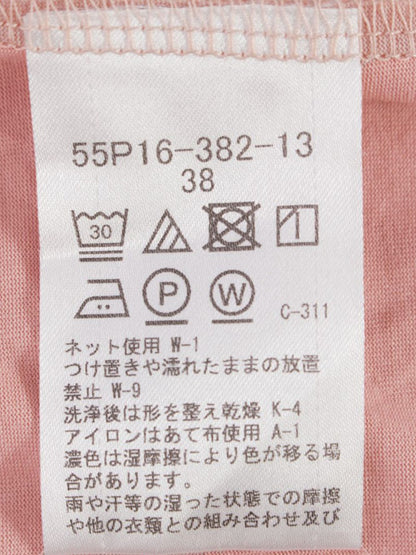 55P16-382-13
38
30
P W C-311
ネット使用 W-1
つけ置きや濡れたままの放置
禁止 W-9
洗浄後は形を整え乾燥 K-4
アイロンはあて布使用 A-1
濃色は湿摩擦により色が移る場
合があります。
雨や汗等の湿った状態での摩擦
や他の衣類との組み合わせ及び